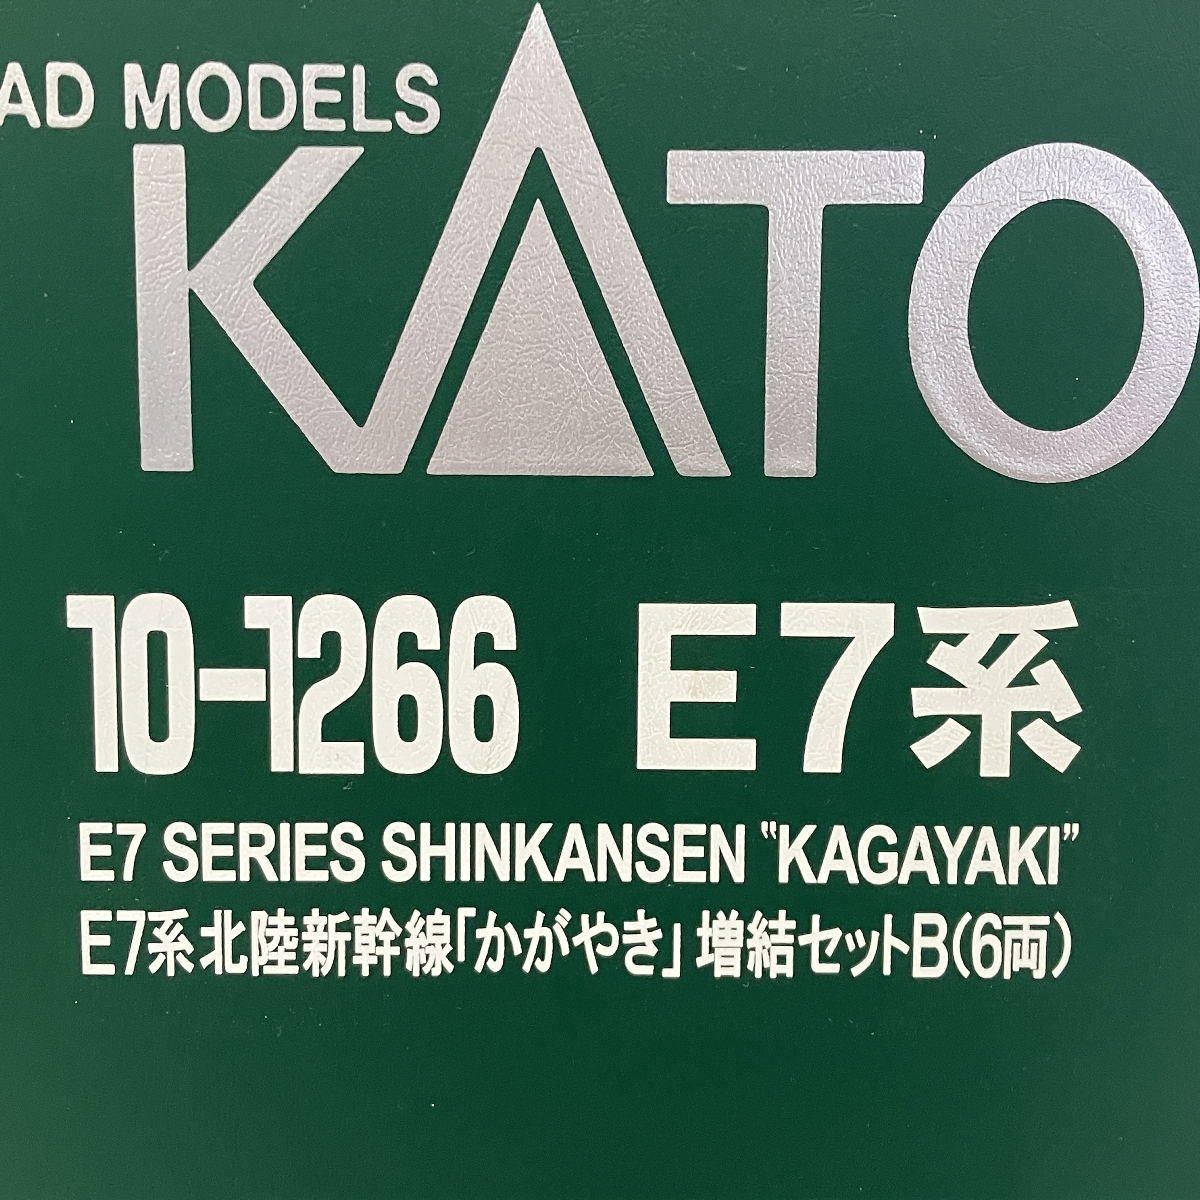 AD MODELS
KATO
10-1266 E7系
E7 SERIES SHINKANSEN "KAGAYAKI"
E7系北陸新幹線「かがやき」増結セットB(6両)